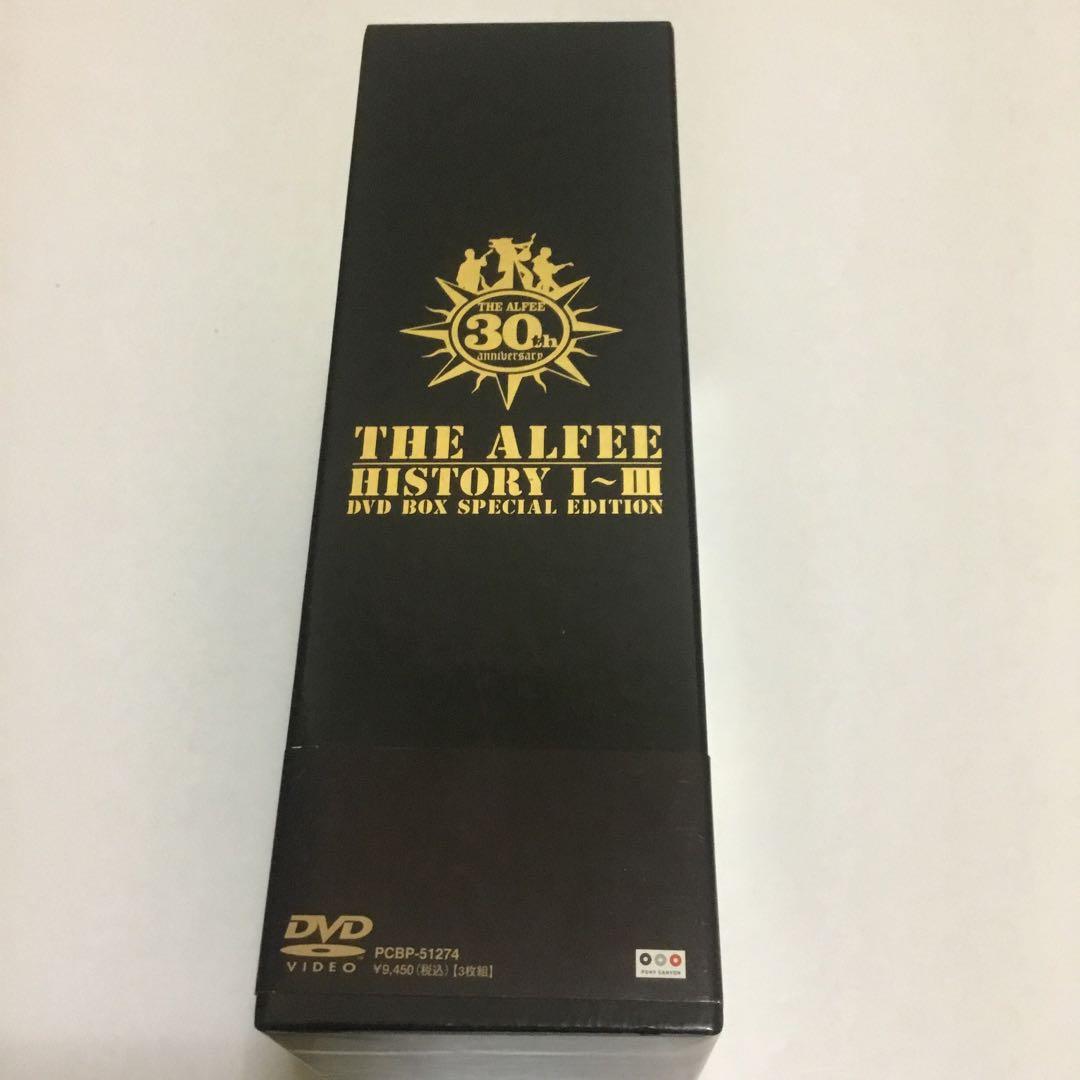 THE ALFEE
30th
anniversary
THE ALFEE
HISTORY I~III
DVD BOX SPECIAL EDITION
DVD
VIDEO
PCBP-51274
¥9,450(税込)【3枚組】
PONY CANYON